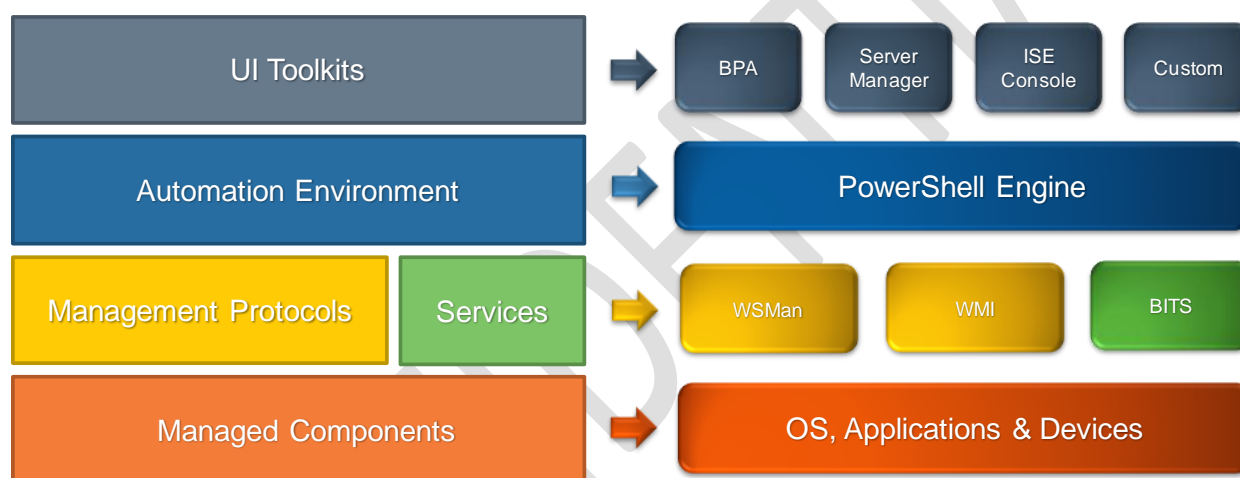 UI Toolkits
BPA
Server
Manager
ISE
Console
Custom
Automation Environment
PowerShell Engine
Management Protocols
Services
WSMan
WMI
BITS
Managed Components
OS, Applications & Devices